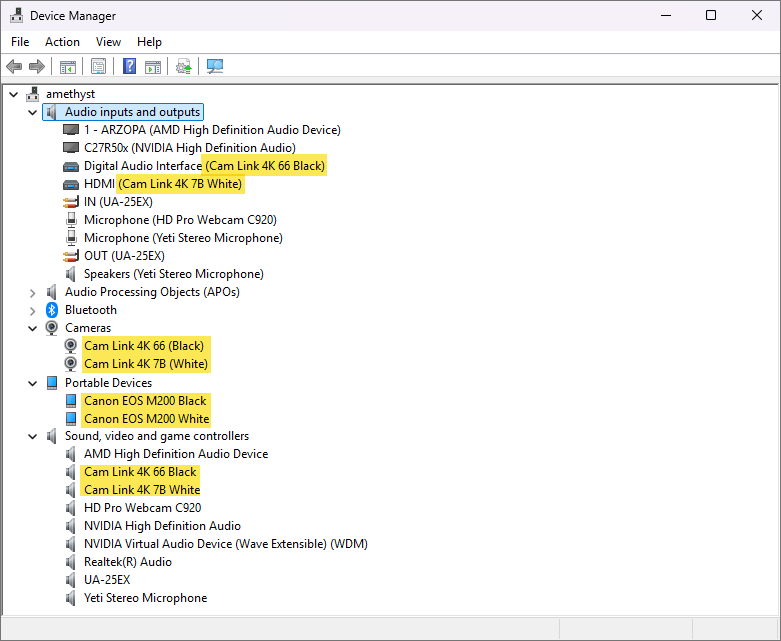 Device Manager
File Action View Help
amethyst
Audio inputs and outputs
1 - ARZOPA (AMD High Definition Audio Device)
C27R50x (NVIDIA High Definition Audio)
Digital Audio Interface (Cam Link 4K 66 Black)
HDMI (Cam Link 4K 7B White)
IN (UA-25EX)
Microphone (HD Pro Webcam C920)
Microphone (Yeti Stereo Microphone)
OUT (UA-25EX)
Speakers (Yeti Stereo Microphone)
Audio Processing Objects (APOs)
Bluetooth
Cameras
Cam Link 4K 66 (Black)
Cam Link 4K 7B (White)
Portable Devices
Canon EOS M200 Black
Canon EOS M200 White
Sound, video and game controllers
AMD High Definition Audio Device
Cam Link 4K 66 Black
Cam Link 4K 7B White
HD Pro Webcam C920
NVIDIA High Definition Audio
NVIDIA Virtual Audio Device (Wave Extensible) (WDM)
Realtek(R) Audio
UA-25EX
Yeti Stereo Microphone